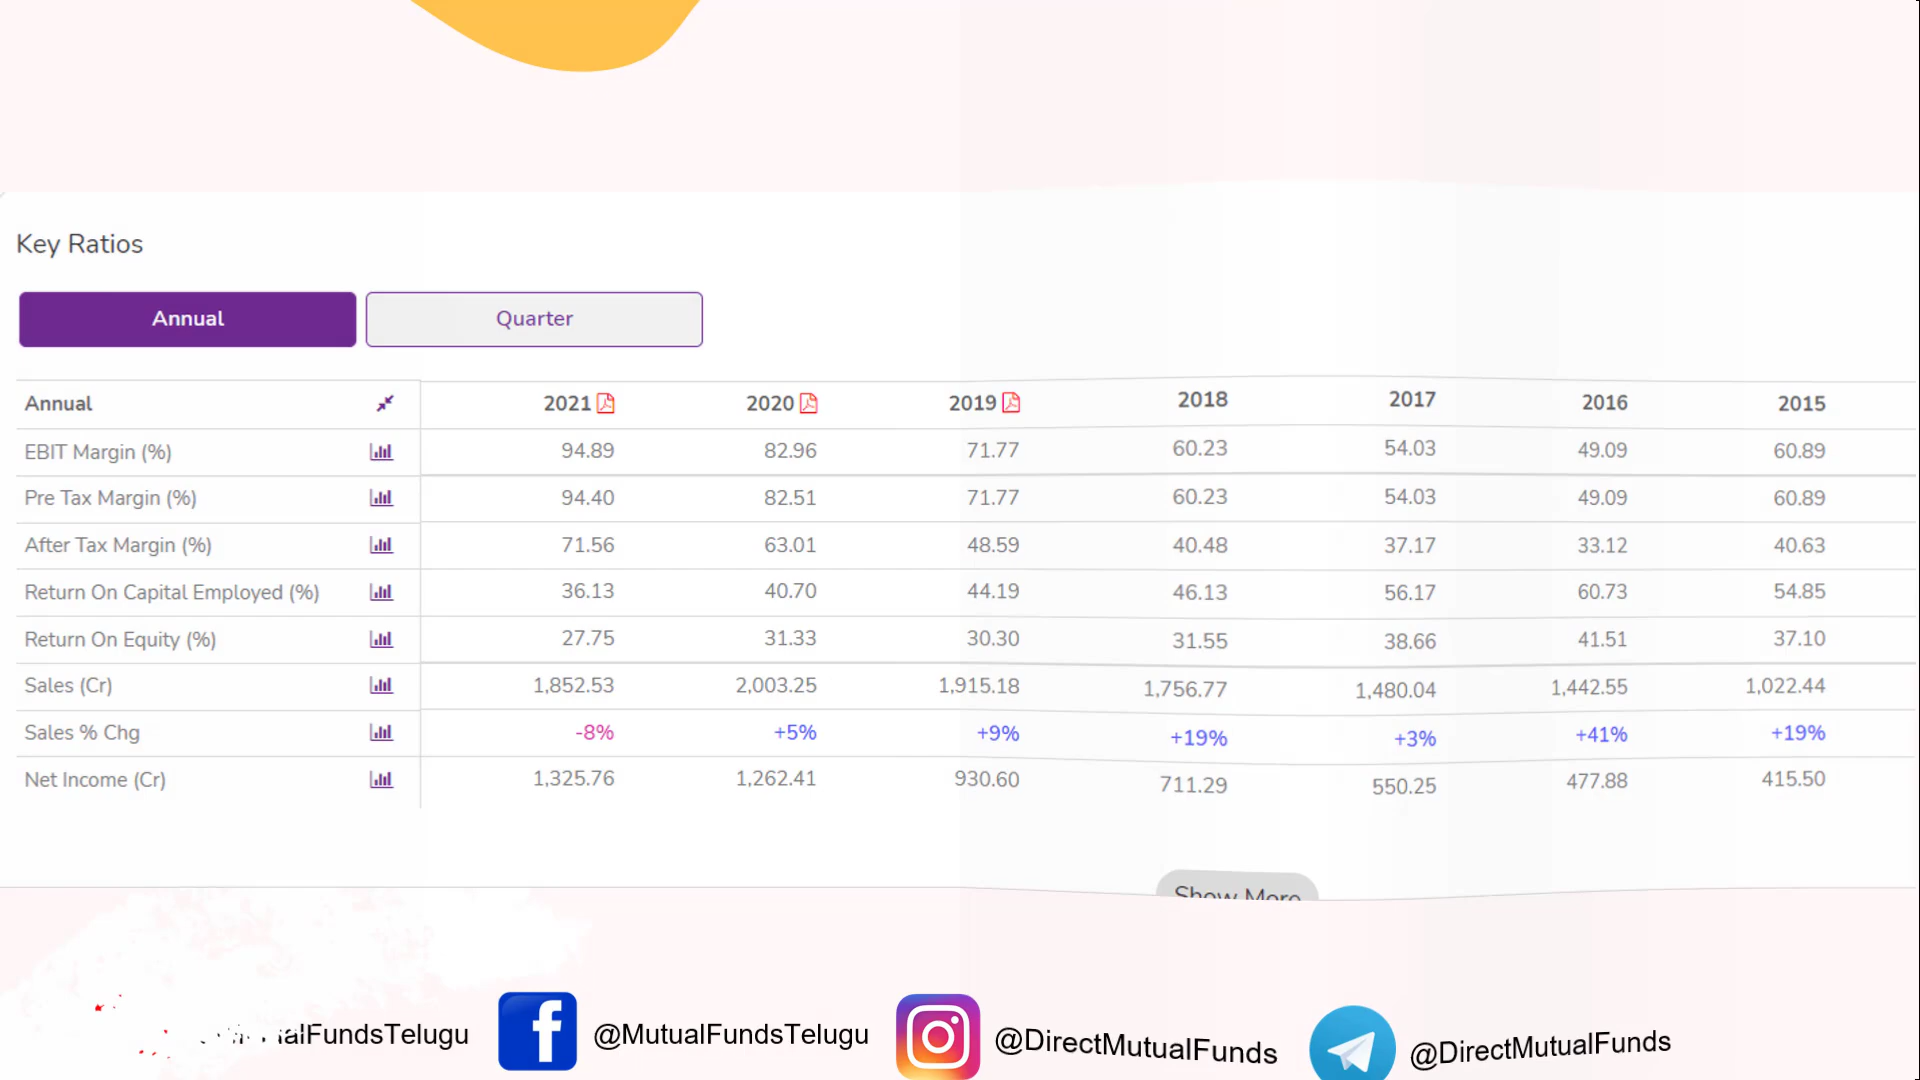 Key Ratios
Annual Quarter
Annual 2021 2020 2019 2018 2017 2016 2015
EBIT Margin (%) 94.89 82.96 71.77 60.23 54.03 49.09 60.89
Pre Tax Margin (%) 94.40 82.51 71.77 60.23 54.03 49.09 60.89
After Tax Margin (%) 71.56 63.01 48.59 40.48 37.17 33.12 40.63
Return On Capital Employed (%) 36.13 40.70 44.19 46.13 56.17 60.73 54.85
Return On Equity (%) 27.75 31.33 30.30 31.55 38.66 41.51 37.10
Sales (Cr) 1,852.53 2,003.25 1,915.18 1,756.77 1,480.04 1,442.55 1,022.44
Sales % Chg -8% +5% +9% +19% +3% +41% +19%
Net Income (Cr) 1,325.76 1,262.41 930.60 711.29 550.25 477.88 415.50
Show More
@MutualFundsTelugu @DirectMutualFunds @DirectMutualFunds